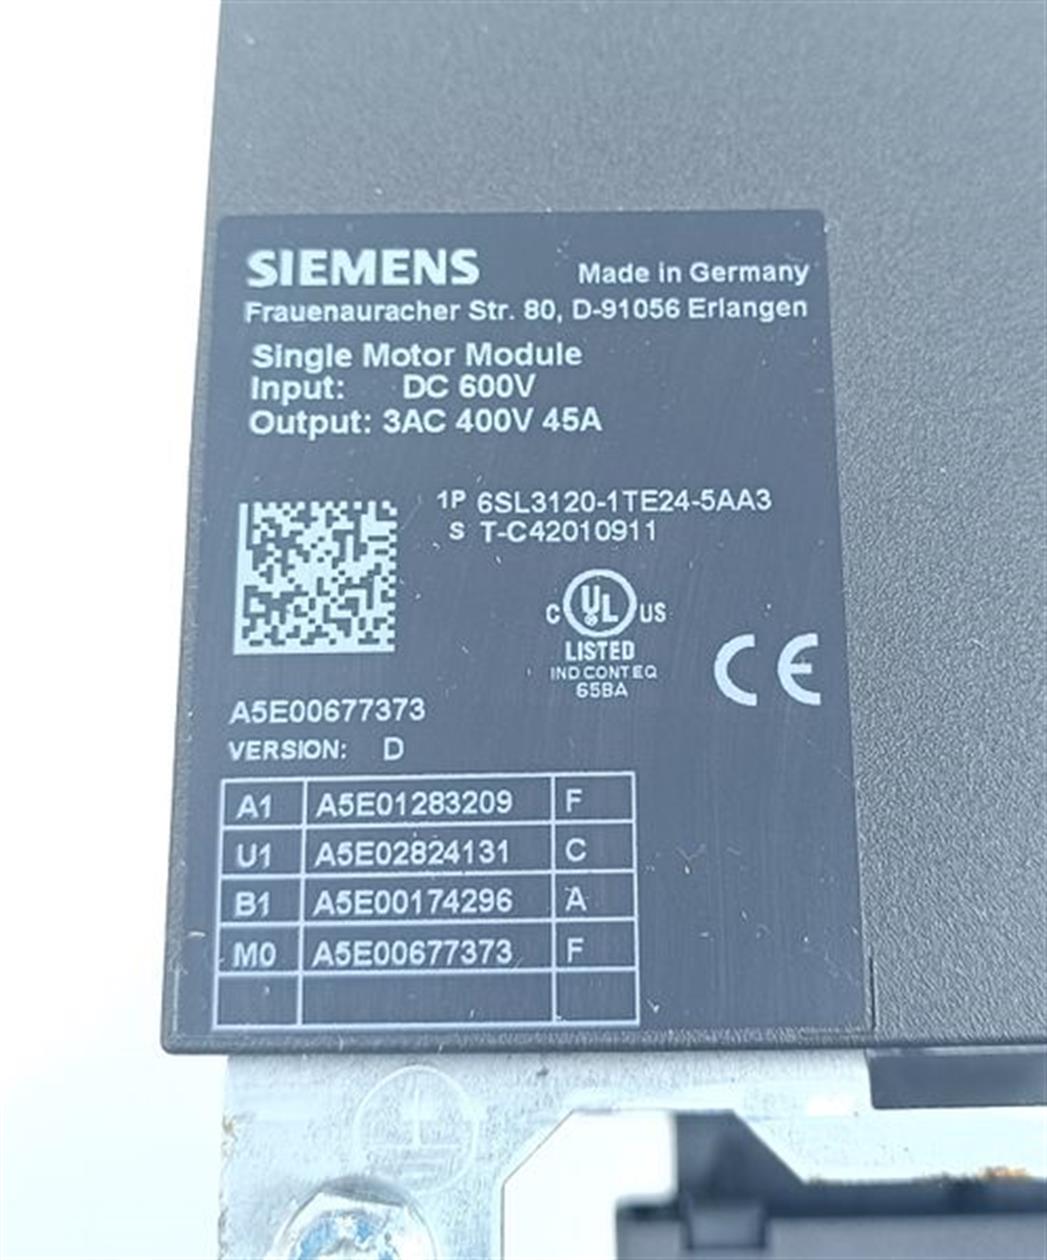 SIEMENS Made in Germany
Frauenauracher Str. 80, D-91056 Erlangen
Single Motor Module
Input: DC 600V
Output: 3AC 400V 45A
1P 6SL3120-1TE24-5AA3
S T-C42010911
C UL US
LISTED
IND CONT EQ
65BA
CE
A5E00677373
VERSION: D
A1 A5E01283209 F
U1 A5E02824131 C
B1 A5E00174296 A
M0 A5E00677373 F